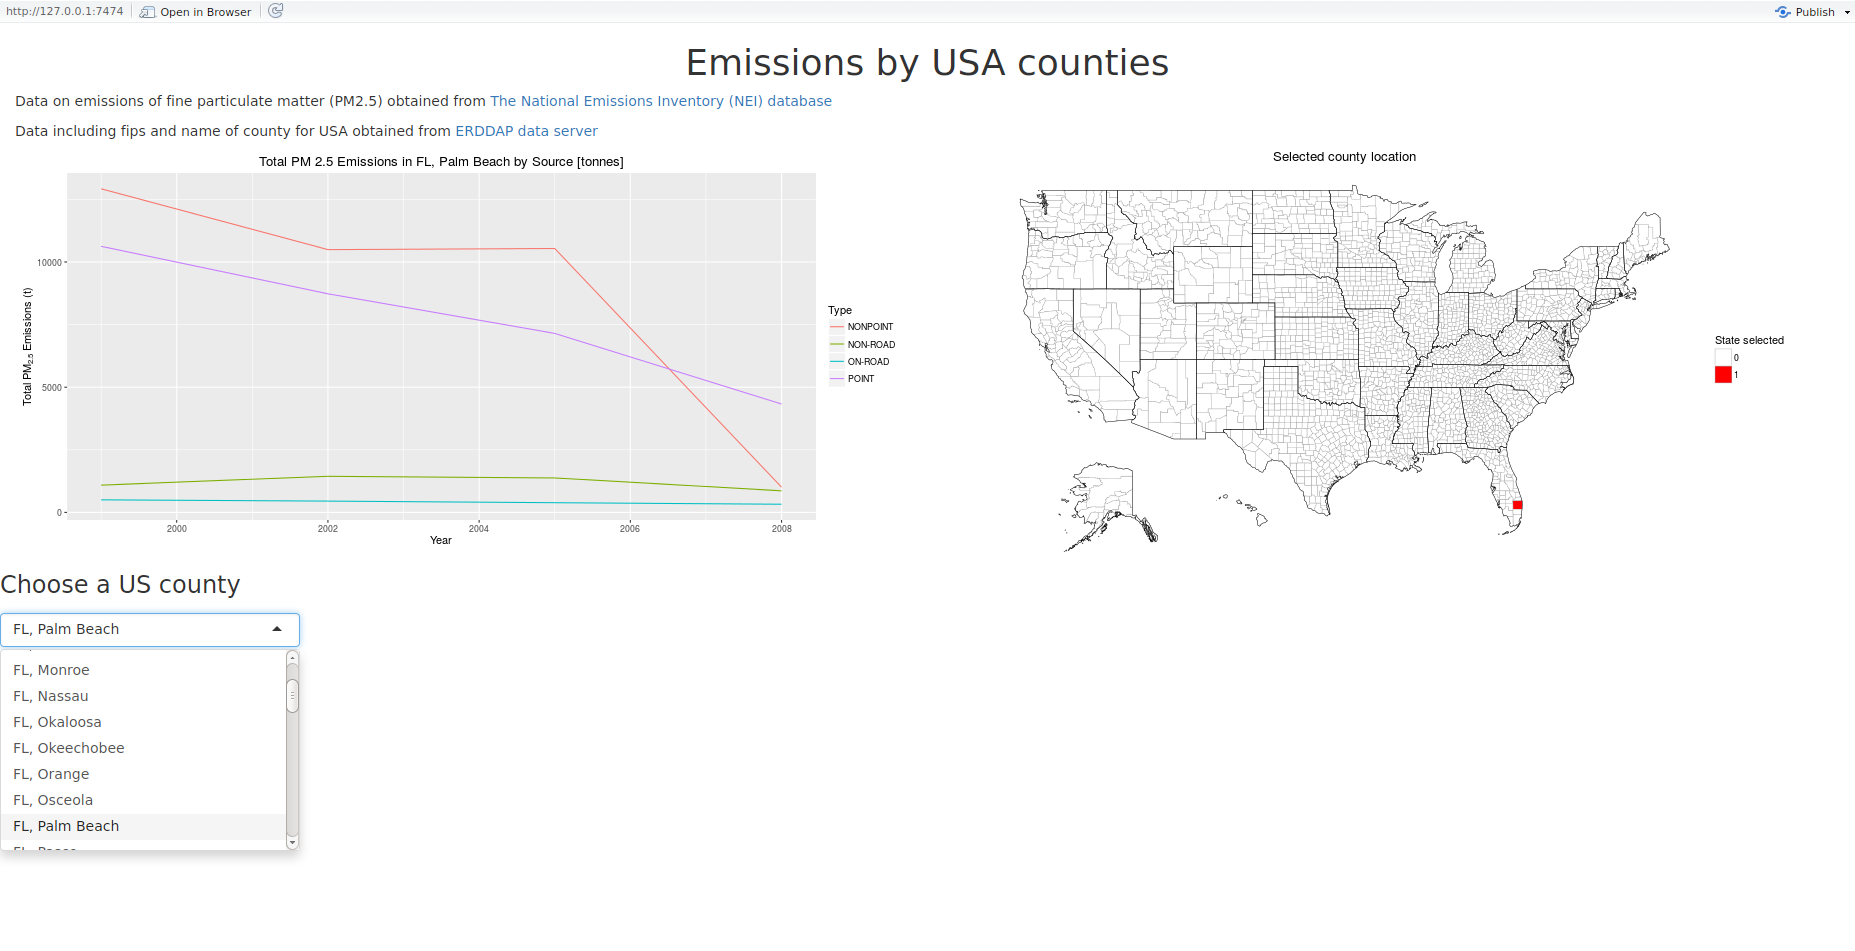 http://127.0.0.1:7474 Open in Browser Publish
Emissions by USA counties
Data on emissions of fine particulate matter (PM2.5) obtained from The National Emissions Inventory (NEI) database
Data including fips and name of county for USA obtained from ERDDAP data server
Total PM 2.5 Emissions in FL, Palm Beach by Source [tonnes]
Total PM2.5 Emissions (t)
10000
5000
0
2000 2002 2004 2006 2008
Year
Type
NONPOINT
NON-ROAD
ON-ROAD
POINT
Selected county location
State selected
0
1
Choose a US county
FL, Palm Beach
FL, Monroe
FL, Nassau
FL, Okaloosa
FL, Okeechobee
FL, Orange
FL, Osceola
FL, Palm Beach